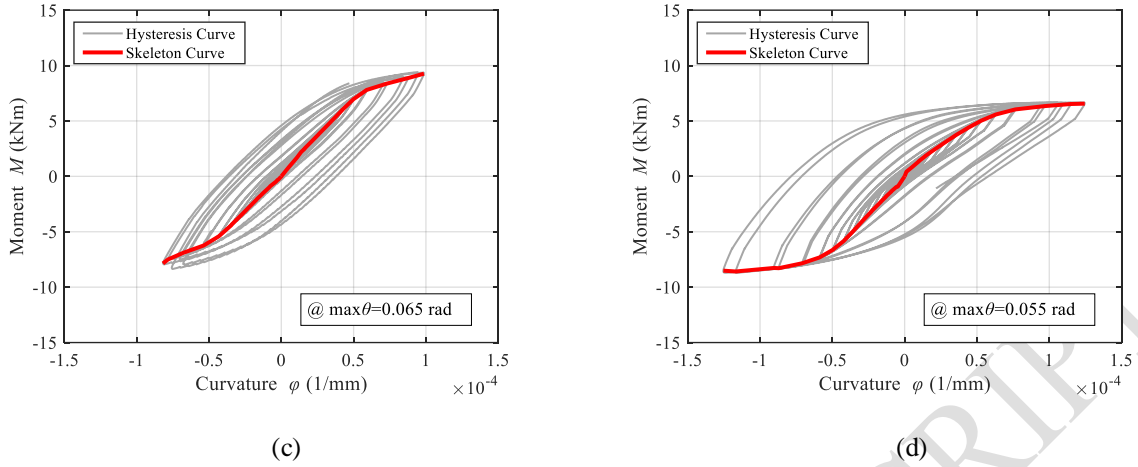 15
10
5
0
-5
-10
-15
Moment M (kNm)
Hysteresis Curve
Skeleton Curve
@ maxθ=0.065 rad
-1.5 -1 -0.5 0 0.5 1 1.5
Curvature φ (1/mm)
×10⁻⁴
(c)
15
10
5
0
-5
-10
-15
Moment M (kNm)
Hysteresis Curve
Skeleton Curve
@ maxθ=0.055 rad
-1.5 -1 -0.5 0 0.5 1 1.5
Curvature φ (1/mm)
×10⁻⁴
(d)